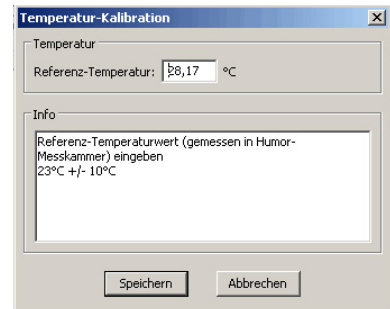 Temperatur-Kalibration
Temperatur
Referenz-Temperatur: 28,17 °C
Info
Referenz-Temperaturwert (gemessen in Humor-
Messkammer) eingeben
23°C +/- 10°C
Speichern Abbrechen